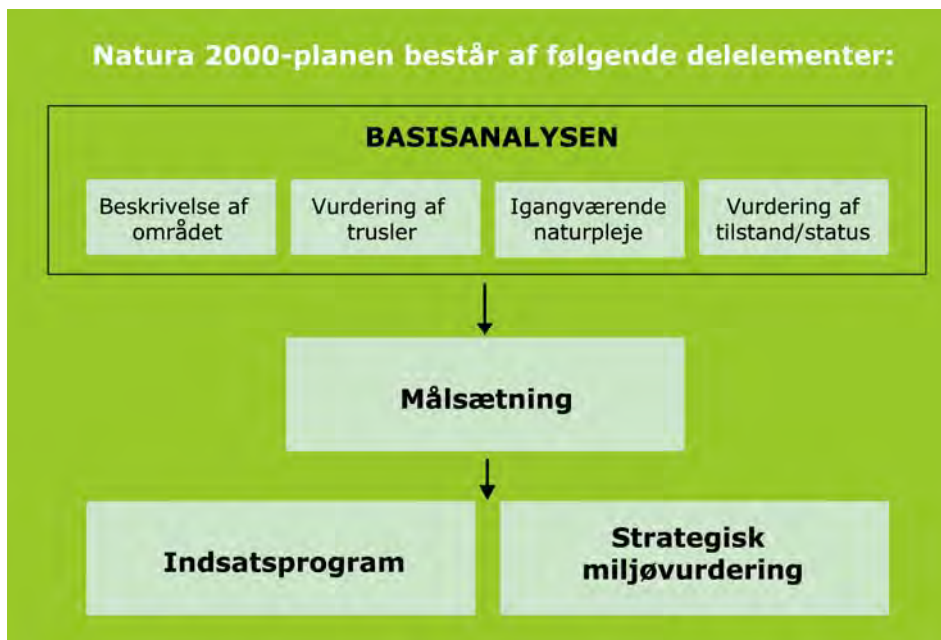 Natura 2000-planen består af følgende delelementer:
BASISANALYSEN
Beskrivelse af
området
Vurdering af
trusler
Igangværende
naturpleje
Vurdering af
tilstand/status
Målsætning
Indsatsprogram
Strategisk
miljøvurdering